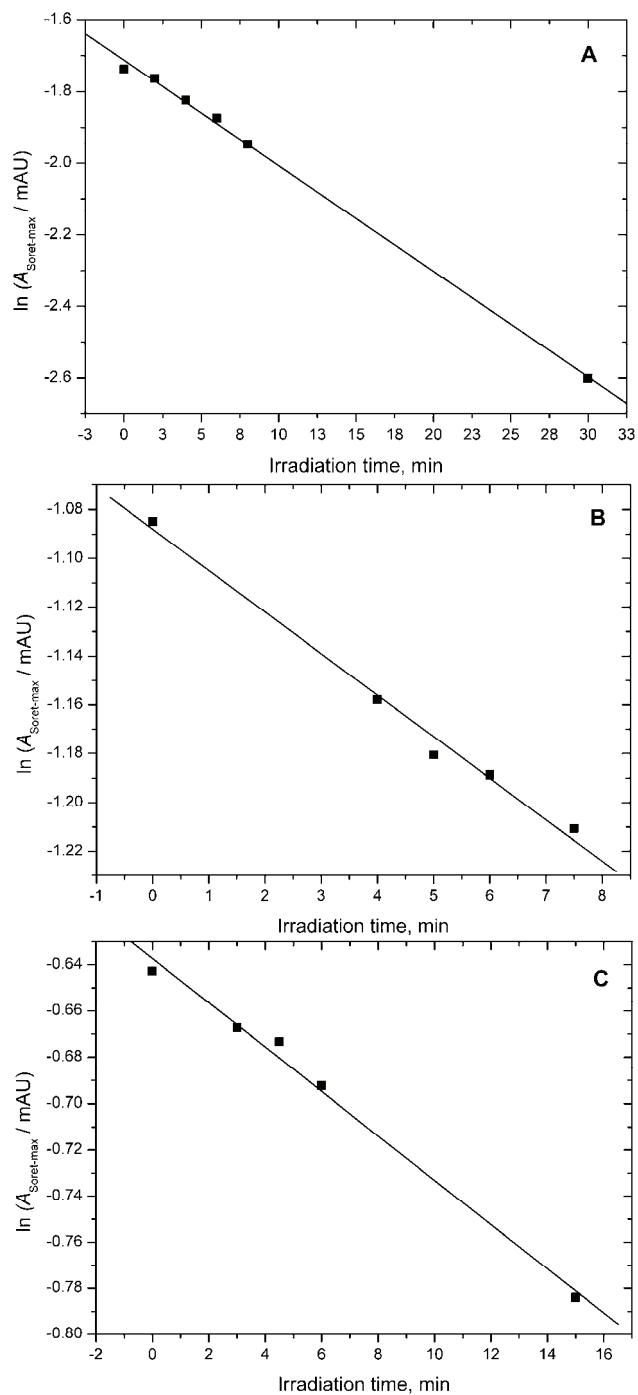 A
-1.6
-1.8
-2.0
-2.2
-2.4
-2.6
ln (A Soret-max / mAU)
-3 0 3 5 8 10 13 15 18 20 23 25 28 30 33
Irradiation time, min
B
-1.08
-1.10
-1.12
-1.14
-1.16
-1.18
-1.20
-1.22
ln (A Soret-max / mAU)
-1 0 1 2 3 4 5 6 7 8
Irradiation time, min
C
-0.64
-0.66
-0.68
-0.70
-0.72
-0.74
-0.76
-0.78
-0.80
ln (A Soret-max / mAU)
-2 0 2 4 6 8 10 12 14 16
Irradiation time, min